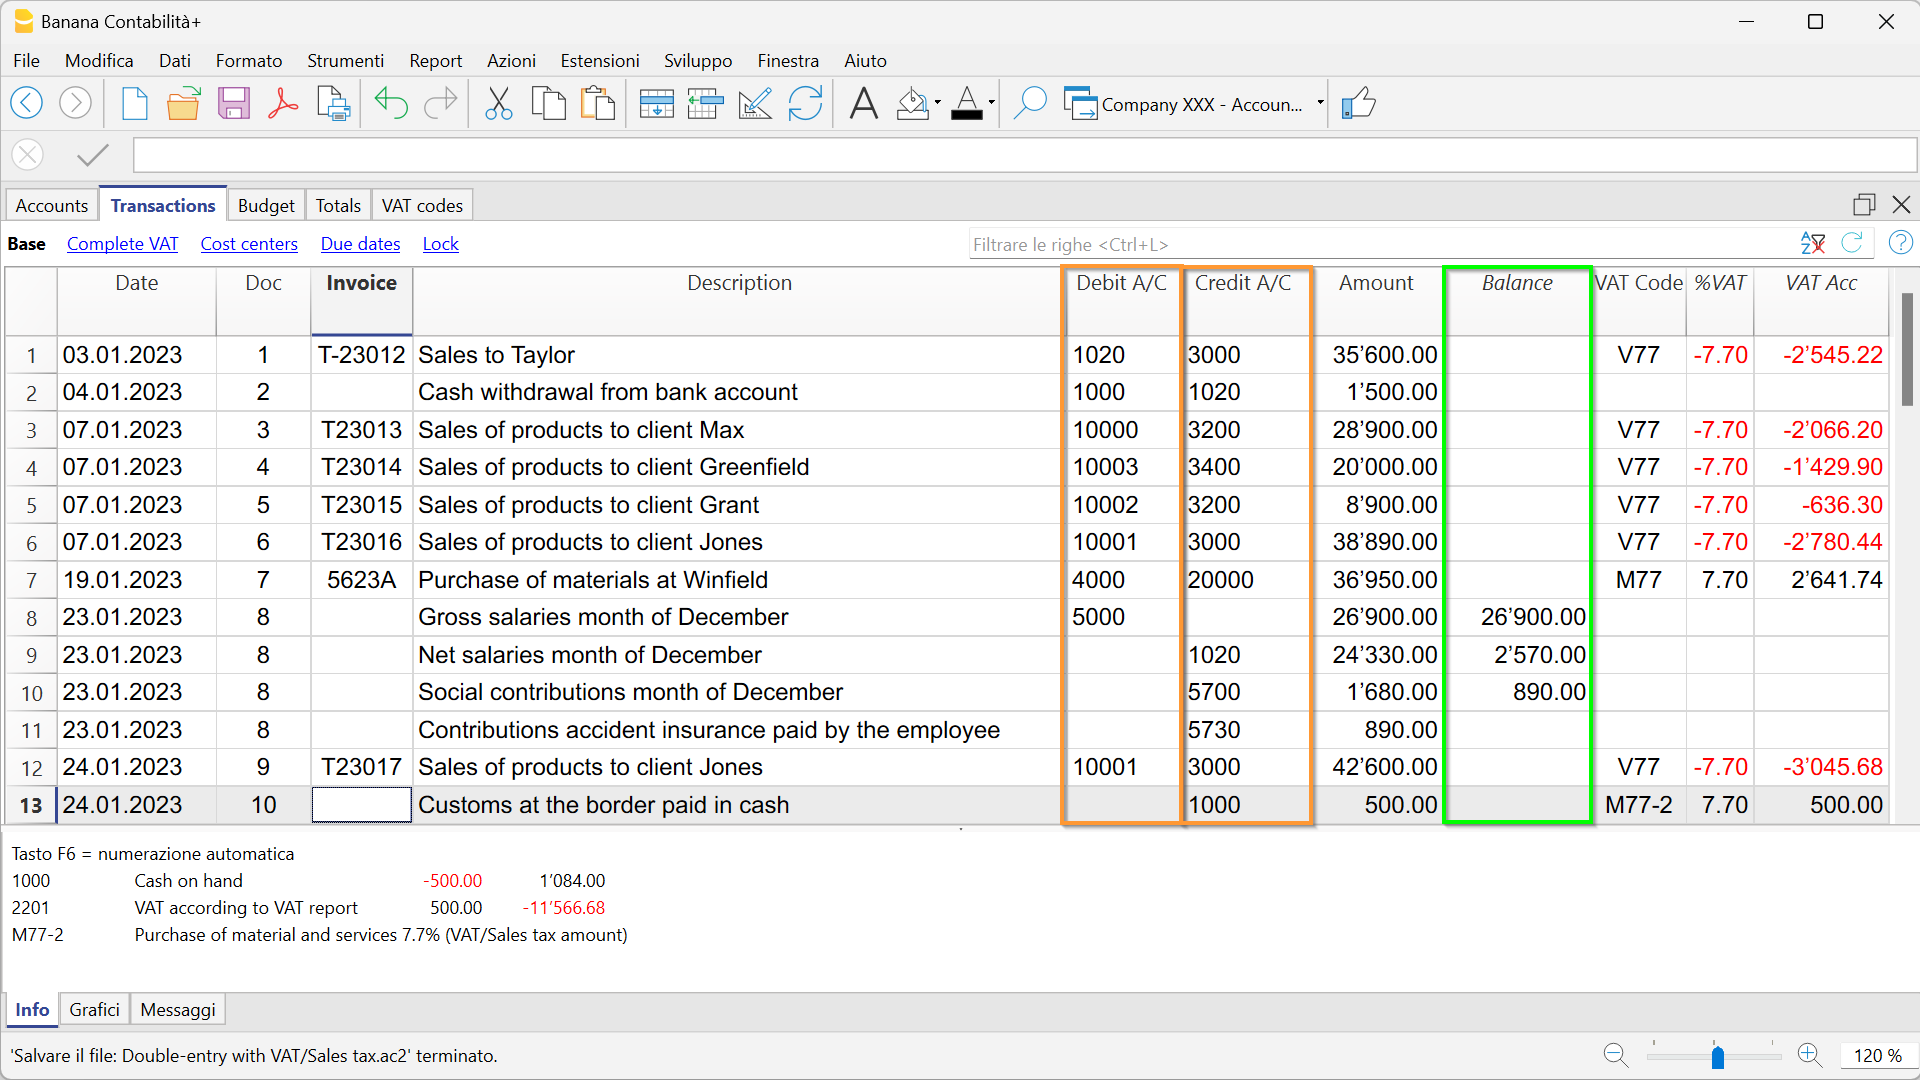 Banana Contabilità+
File Modifica Dati Formato Strumenti Report Azioni Estensioni Sviluppo Finestra Aiuto
Company XXX - Accoun...
Accounts Transactions Budget Totals VAT codes
Base Complete VAT Cost centers Due dates Lock Filtrare le righe <Ctrl+L>
Date Doc Invoice Description Debit A/C Credit A/C Amount Balance VAT Code %VAT VAT Acc
1 03.01.2023 1 T-23012 Sales to Taylor 1020 3000 35’600.00 V77 -7.70 -2’545.22
2 04.01.2023 2 Cash withdrawal from bank account 1000 1020 1’500.00
3 07.01.2023 3 T23013 Sales of products to client Max 10000 3200 28’900.00 V77 -7.70 -2’066.20
4 07.01.2023 4 T23014 Sales of products to client Greenfield 10003 3400 20’000.00 V77 -7.70 -1’429.90
5 07.01.2023 5 T23015 Sales of products to client Grant 10002 3200 8’900.00 V77 -7.70 -636.30
6 07.01.2023 6 T23016 Sales of products to client Jones 10001 3000 38’890.00 V77 -7.70 -2’780.44
7 19.01.2023 7 5623A Purchase of materials at Winfield 4000 20000 36’950.00 M77 7.70 2’641.74
8 23.01.2023 8 Gross salaries month of December 5000 26’900.00 26’900.00
9 23.01.2023 8 Net salaries month of December 1020 24’330.00 2’570.00
10 23.01.2023 8 Social contributions month of December 5700 1’680.00 890.00
11 23.01.2023 8 Contributions accident insurance paid by the employee 5730 890.00
12 24.01.2023 9 T23017 Sales of products to client Jones 10001 3000 42’600.00 V77 -7.70 -3’045.68
13 24.01.2023 10 Customs at the border paid in cash 1000 500.00 M77-2 7.70 500.00
Tasto F6 = numerazione automatica
1000 Cash on hand -500.00 1’084.00
2201 VAT according to VAT report 500.00 -11’566.68
M77-2 Purchase of material and services 7.7% (VAT/Sales tax amount)
Info Grafici Messaggi
'Salvare il file: Double-entry with VAT/Sales tax.ac2' terminato.
120 %